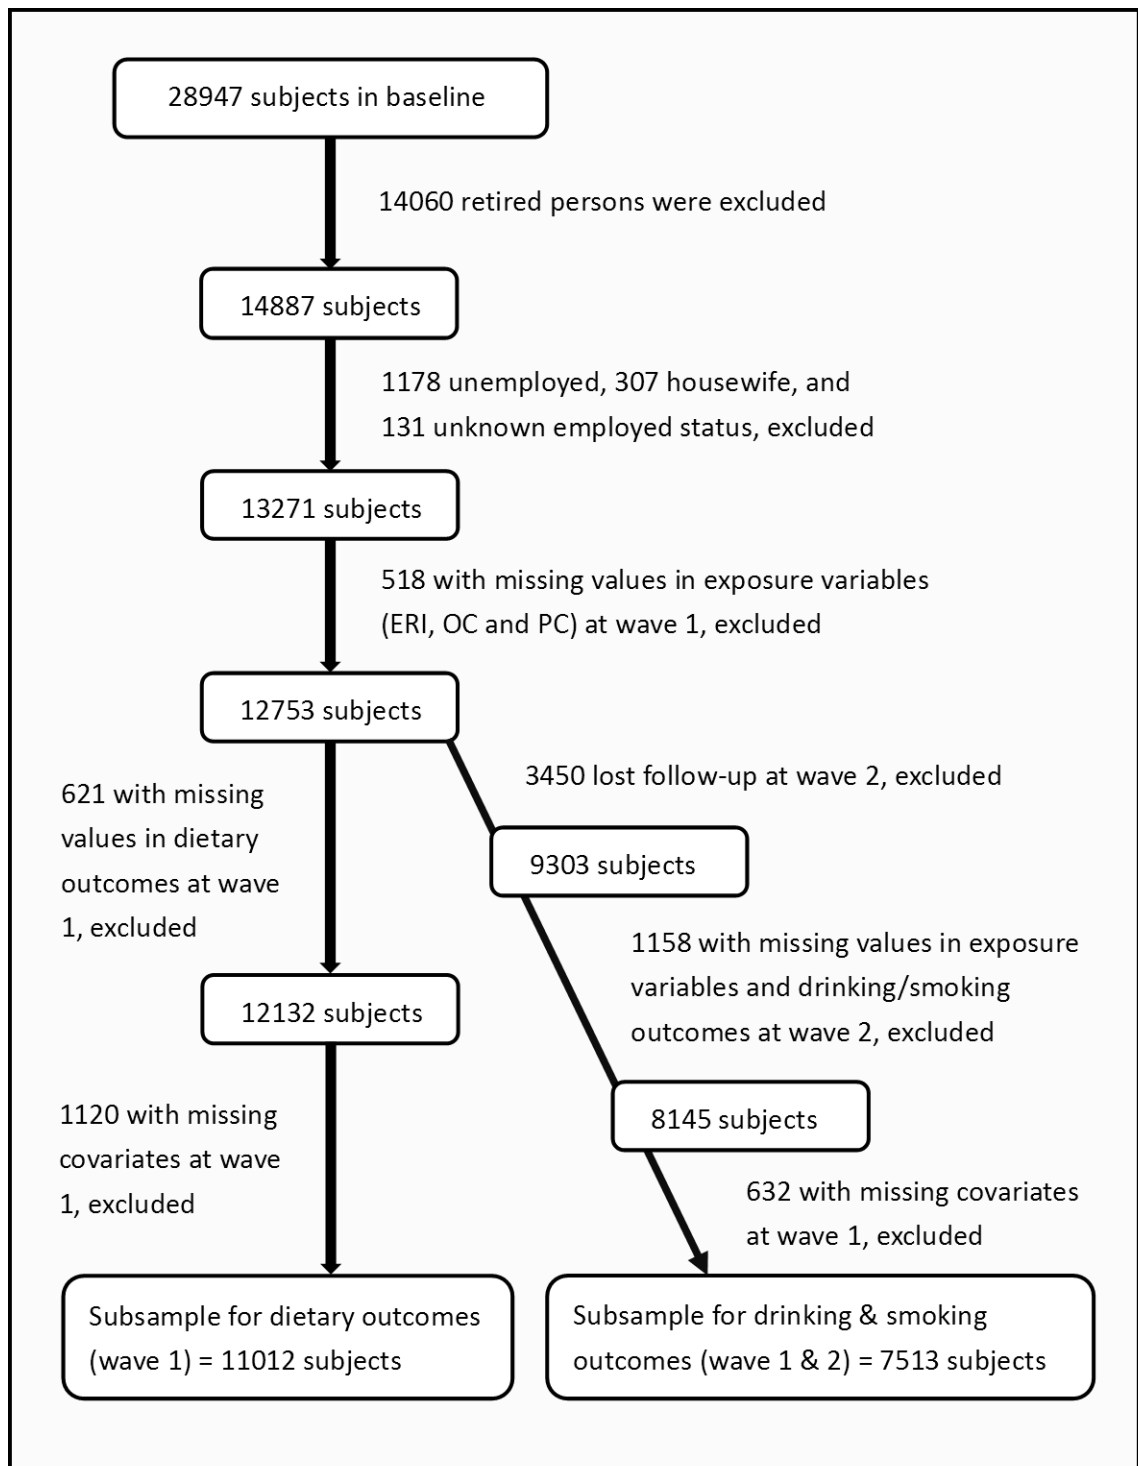 28947 subjects in baseline
14060 retired persons were excluded
14887 subjects
1178 unemployed, 307 housewife, and
131 unknown employed status, excluded
13271 subjects
518 with missing values in exposure variables
(ERI, OC and PC) at wave 1, excluded
12753 subjects
621 with missing
values in dietary
outcomes at wave
1, excluded
3450 lost follow-up at wave 2, excluded
9303 subjects
1158 with missing values in exposure
variables and drinking/smoking
outcomes at wave 2, excluded
12132 subjects
8145 subjects
1120 with missing
covariates at wave
1, excluded
632 with missing covariates
at wave 1, excluded
Subsample for dietary outcomes
(wave 1) = 11012 subjects
Subsample for drinking & smoking
outcomes (wave 1 & 2) = 7513 subjects